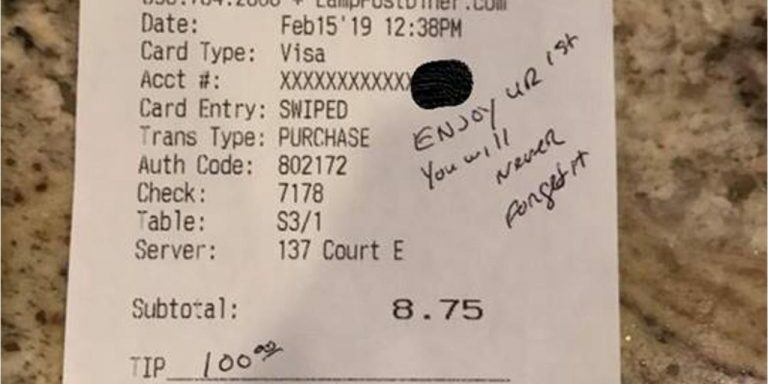 LampPostDiner.com
Date: Feb15'19 12:38PM
Card Type: Visa
Acct #: XXXXXXXXXXXX
Card Entry: SWIPED
Trans Type: PURCHASE
Auth Code: 802172
Check: 7178
Table: S3/1
Server: 137 Court E
Subtotal: 8.75
TIP 100.00
ENJOY UR 1st
You will
NEVER
forget it